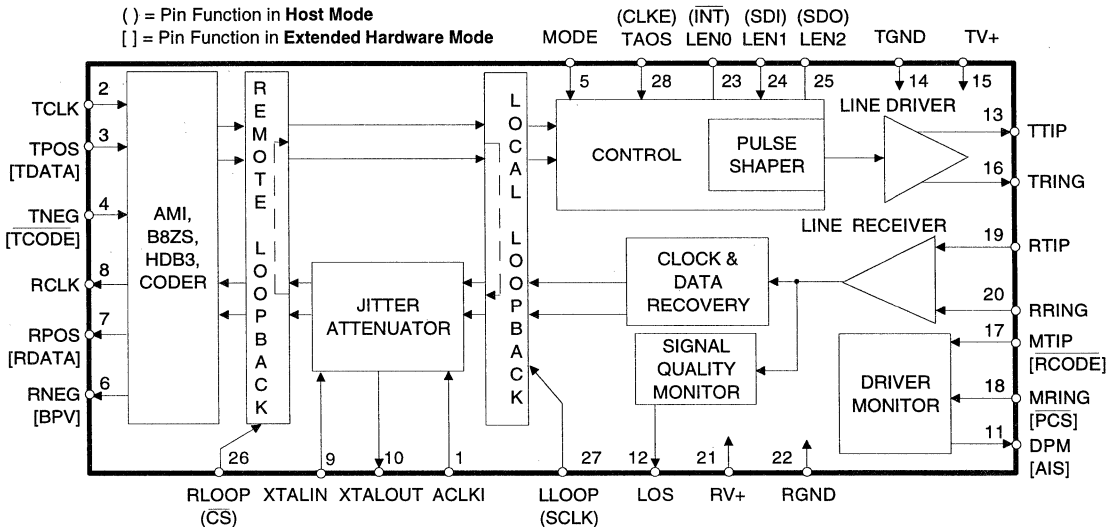 ( ) = Pin Function in Host Mode
[ ] = Pin Function in Extended Hardware Mode
MODE
(CLKE)
TAOS
(INT)
LEN0
(SDI)
LEN1
(SDO)
LEN2
TGND
TV+
5
28
23
24
25
14
15
TCLK
2
TPOS
[TDATA]
3
TNEG
[TCODE]
4
RCLK
8
RPOS
[RDATA]
7
RNEG
[BPV]
6
AMI,
B8ZS,
HDB3,
CODER
REMOTE LOOPBACK
JITTER
ATTENUATOR
LOCAL LOOPBACK
CONTROL
PULSE
SHAPER
LINE DRIVER
13
TTIP
16
TRING
LINE RECEIVER
19
RTIP
20
RRING
CLOCK &
DATA
RECOVERY
SIGNAL
QUALITY
MONITOR
DRIVER
MONITOR
17
MTIP
[RCODE]
18
MRING
[PCS]
11
DPM
[AIS]
26
9
10
1
27
12
21
22
RLOOP
(CS)
XTALIN
XTALOUT
ACLKI
LLOOP
(SCLK)
LOS
RV+
RGND